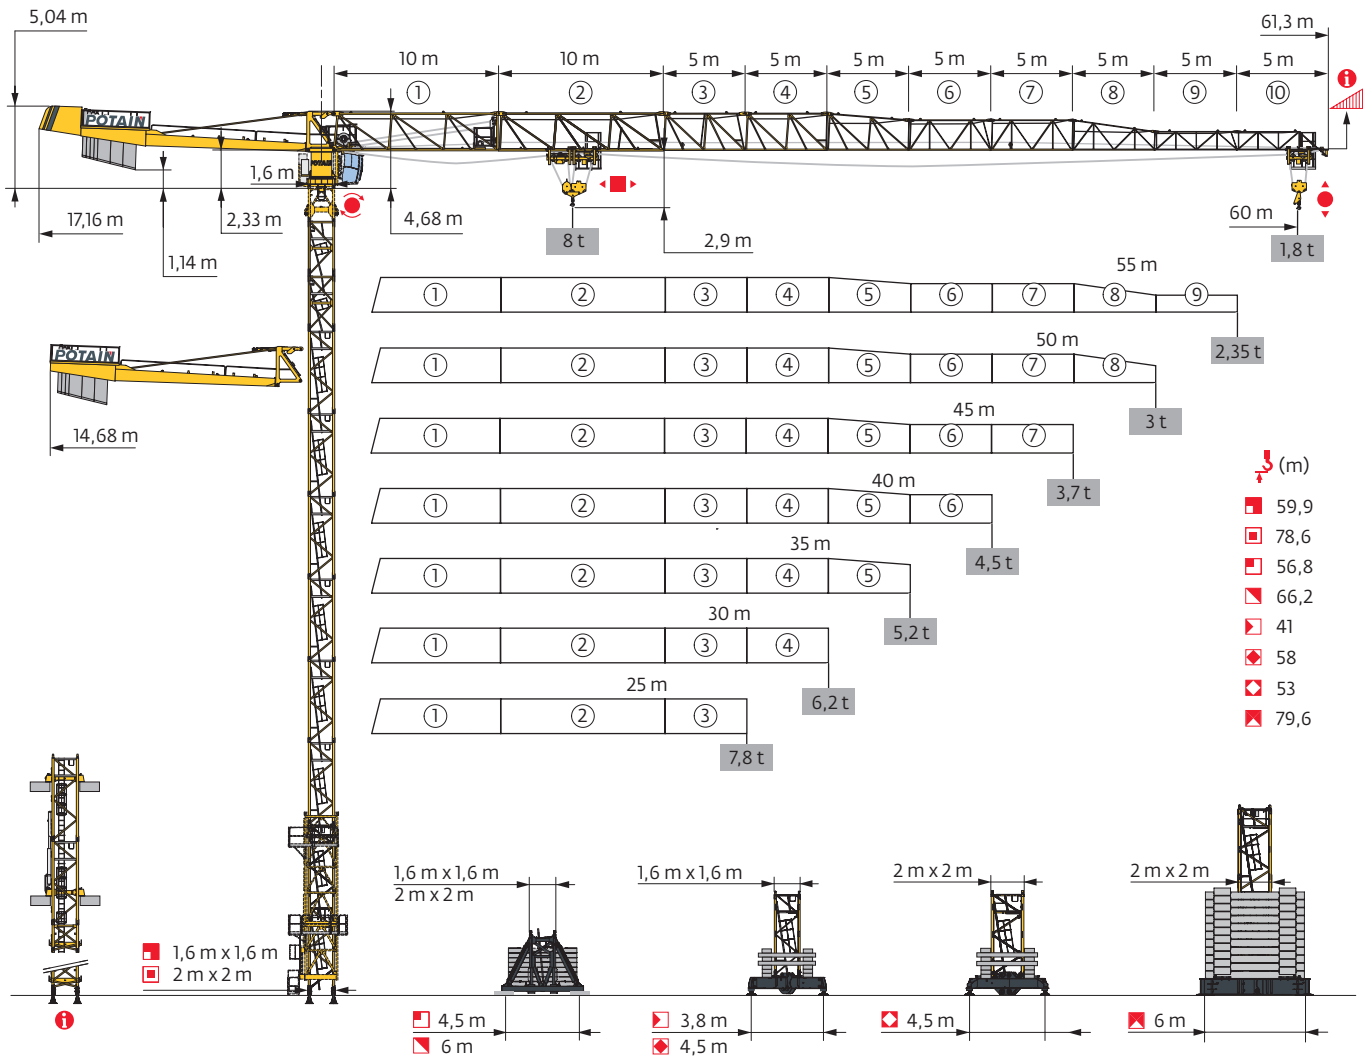 5,04 m
61,3 m
10 m 10 m 5 m 5 m 5 m 5 m 5 m 5 m 5 m 5 m
1 2 3 4 5 6 7 8 9 10
i
POTAIN
POTAIN
1,6 m
17,16 m
2,33 m
4,68 m
60 m
8 t
2,9 m
1,8 t
1,14 m
55 m
1 2 3 4 5 6 7 8 9
2,35 t
50 m
1 2 3 4 5 6 7 8
3 t
POTAIN
14,68 m
45 m
1 2 3 4 5 6 7
3,7 t
40 m
1 2 3 4 5 6
4,5 t
35 m
1 2 3 4 5
5,2 t
30 m
1 2 3 4
6,2 t
25 m
1 2 3
7,8 t
(m)
59,9
78,6
56,8
66,2
41
58
53
79,6
1,6 m x 1,6 m
2 m x 2 m
1,6 m x 1,6 m
2 m x 2 m
2 m x 2 m
1,6 m x 1,6 m
2 m x 2 m
i
4,5 m
6 m
3,8 m
4,5 m
4,5 m
6 m